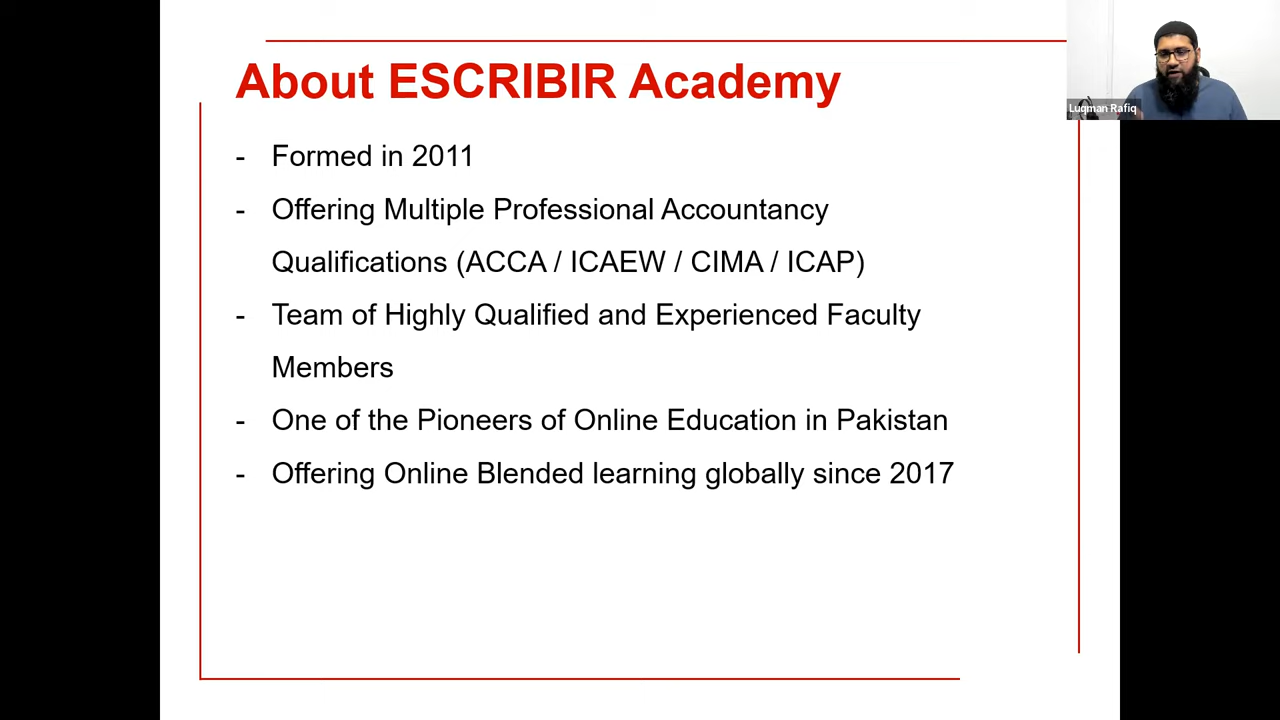 About ESCRIBIR Academy
Luqman Rafiq
- Formed in 2011
- Offering Multiple Professional Accountancy
Qualifications (ACCA / ICAEW / CIMA / ICAP)
- Team of Highly Qualified and Experienced Faculty
Members
- One of the Pioneers of Online Education in Pakistan
- Offering Online Blended learning globally since 2017